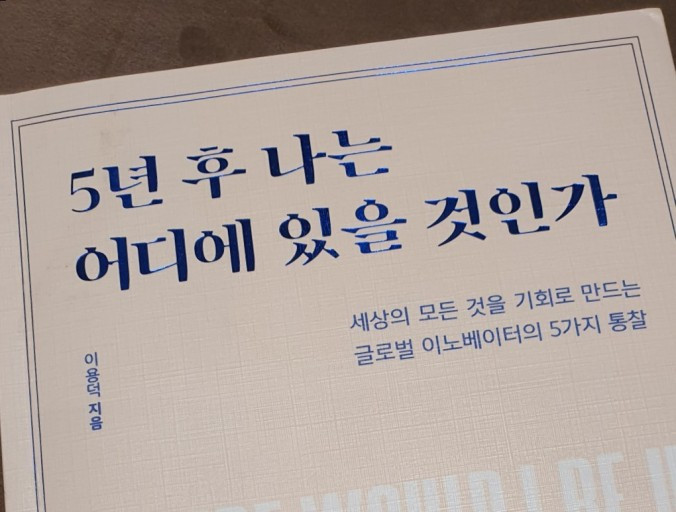 5년 후 나는
어디에 있을 것인가
세상의 모든 것을 기회로 만드는
글로벌 이노베이터의 5가지 통찰
이용덕 지음
WOULD I BE